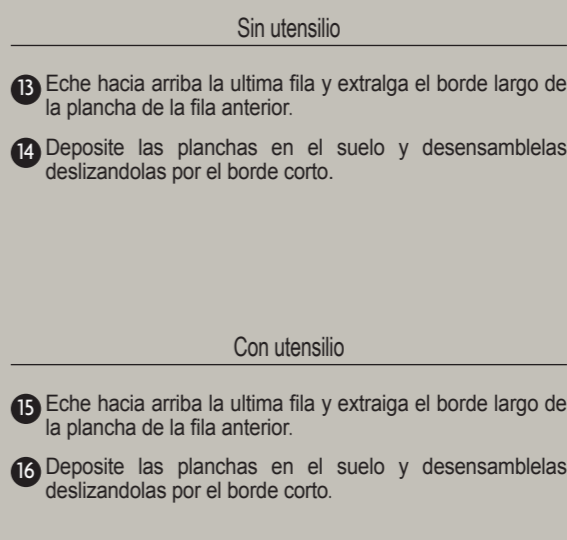 Sin utensilio
13 Eche hacia arriba la ultima fila y extralga el borde largo de
la plancha de la fila anterior.
14 Deposite las planchas en el suelo y desensamblelas
deslizandolas por el borde corto.
Con utensilio
15 Eche hacia arriba la ultima fila y extraiga el borde largo de
la plancha de la fila anterior.
16 Deposite las planchas en el suelo y desensamblelas
deslizandolas por el borde corto.